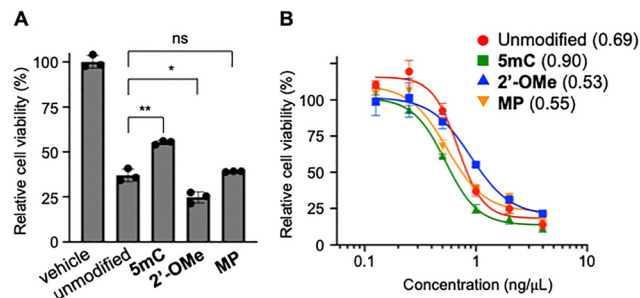 A
Relative cell viability (%)
100
75
50
25
0
ns
*
**
vehicle
unmodified
5mC
2'-OMe
MP
B
Relative cell viability (%)
125
100
75
50
25
0
0.1
1
10
Concentration (ng/μL)
Unmodified (0.69)
5mC (0.90)
2'-OMe (0.53)
MP (0.55)